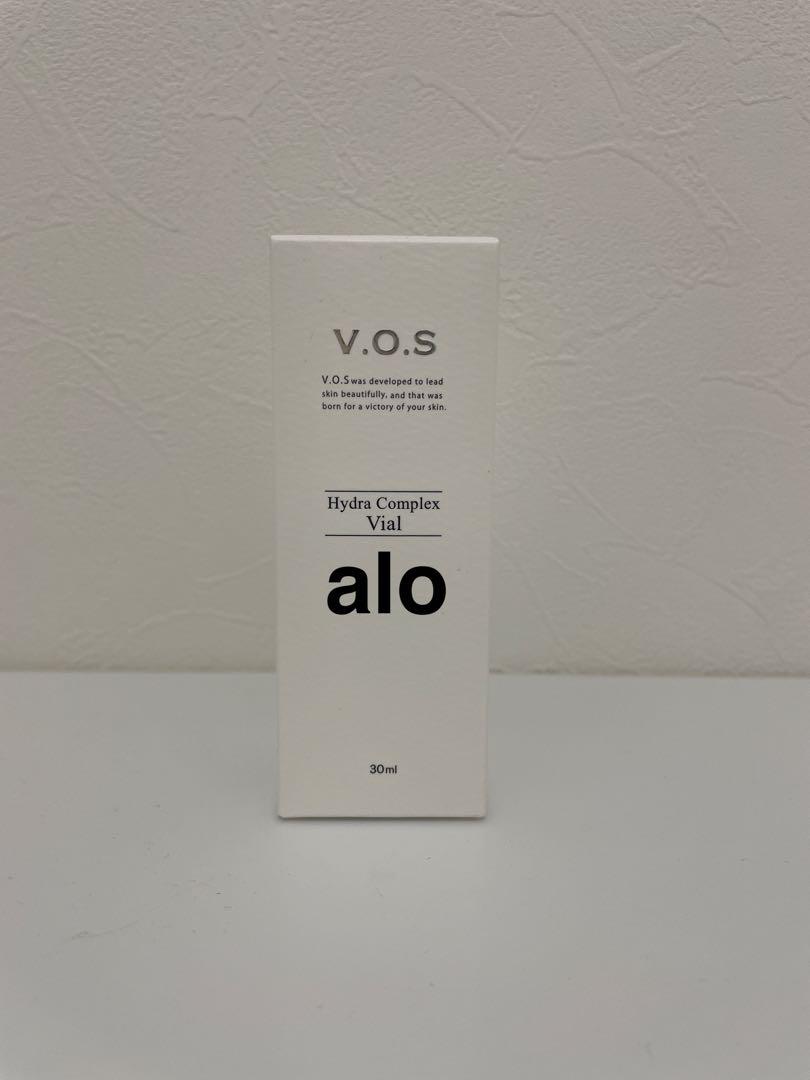 V.O.S
V.O.S was developed to lead
skin beautifully, and that was
born for a victory of your skin.
Hydra Complex
Vial
alo
30ml